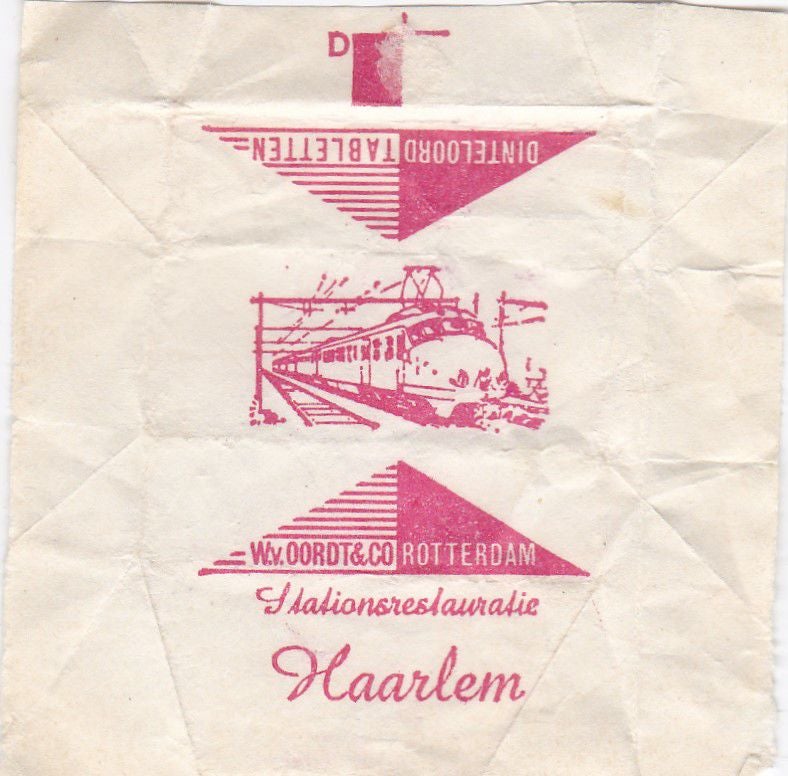 D
DINTELOORD TABLETTEN
W.v. OORDT & CO ROTTERDAM
Stationsrestauratie
Haarlem